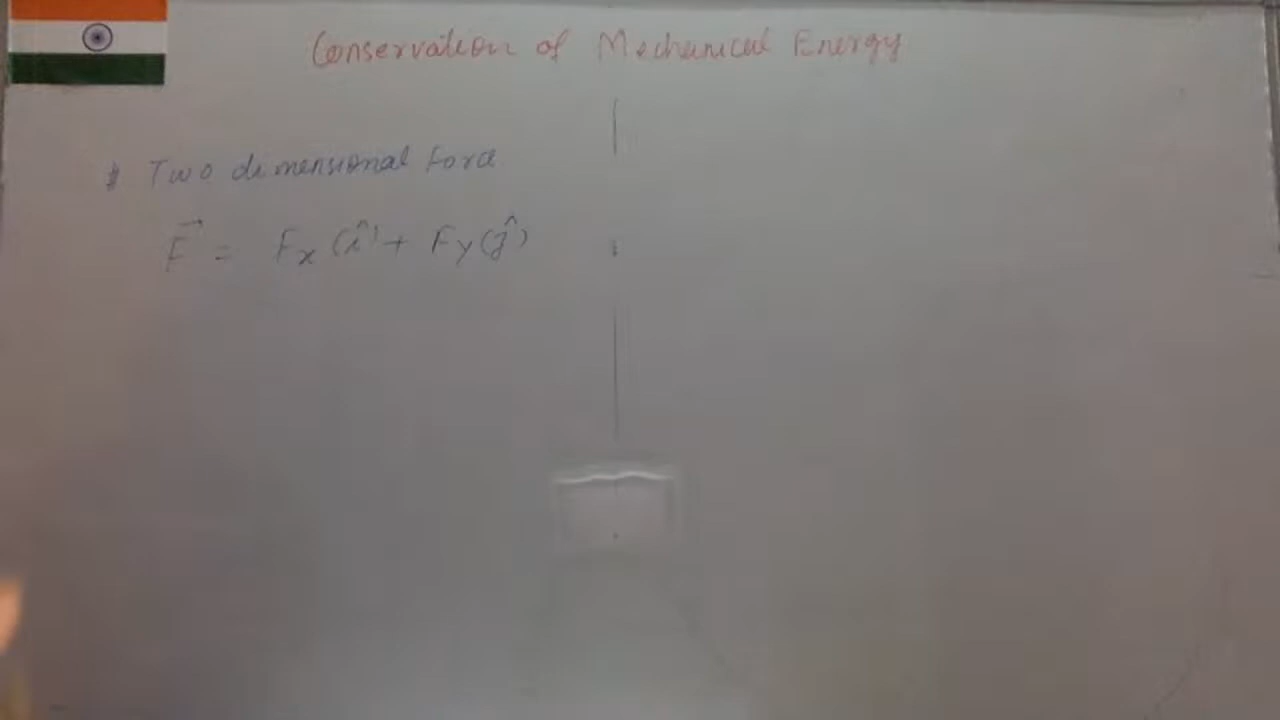 Conservation of Mechanical Energy
# Two dimensional Force
F⃗ = Fx (î) + Fy (ĵ)